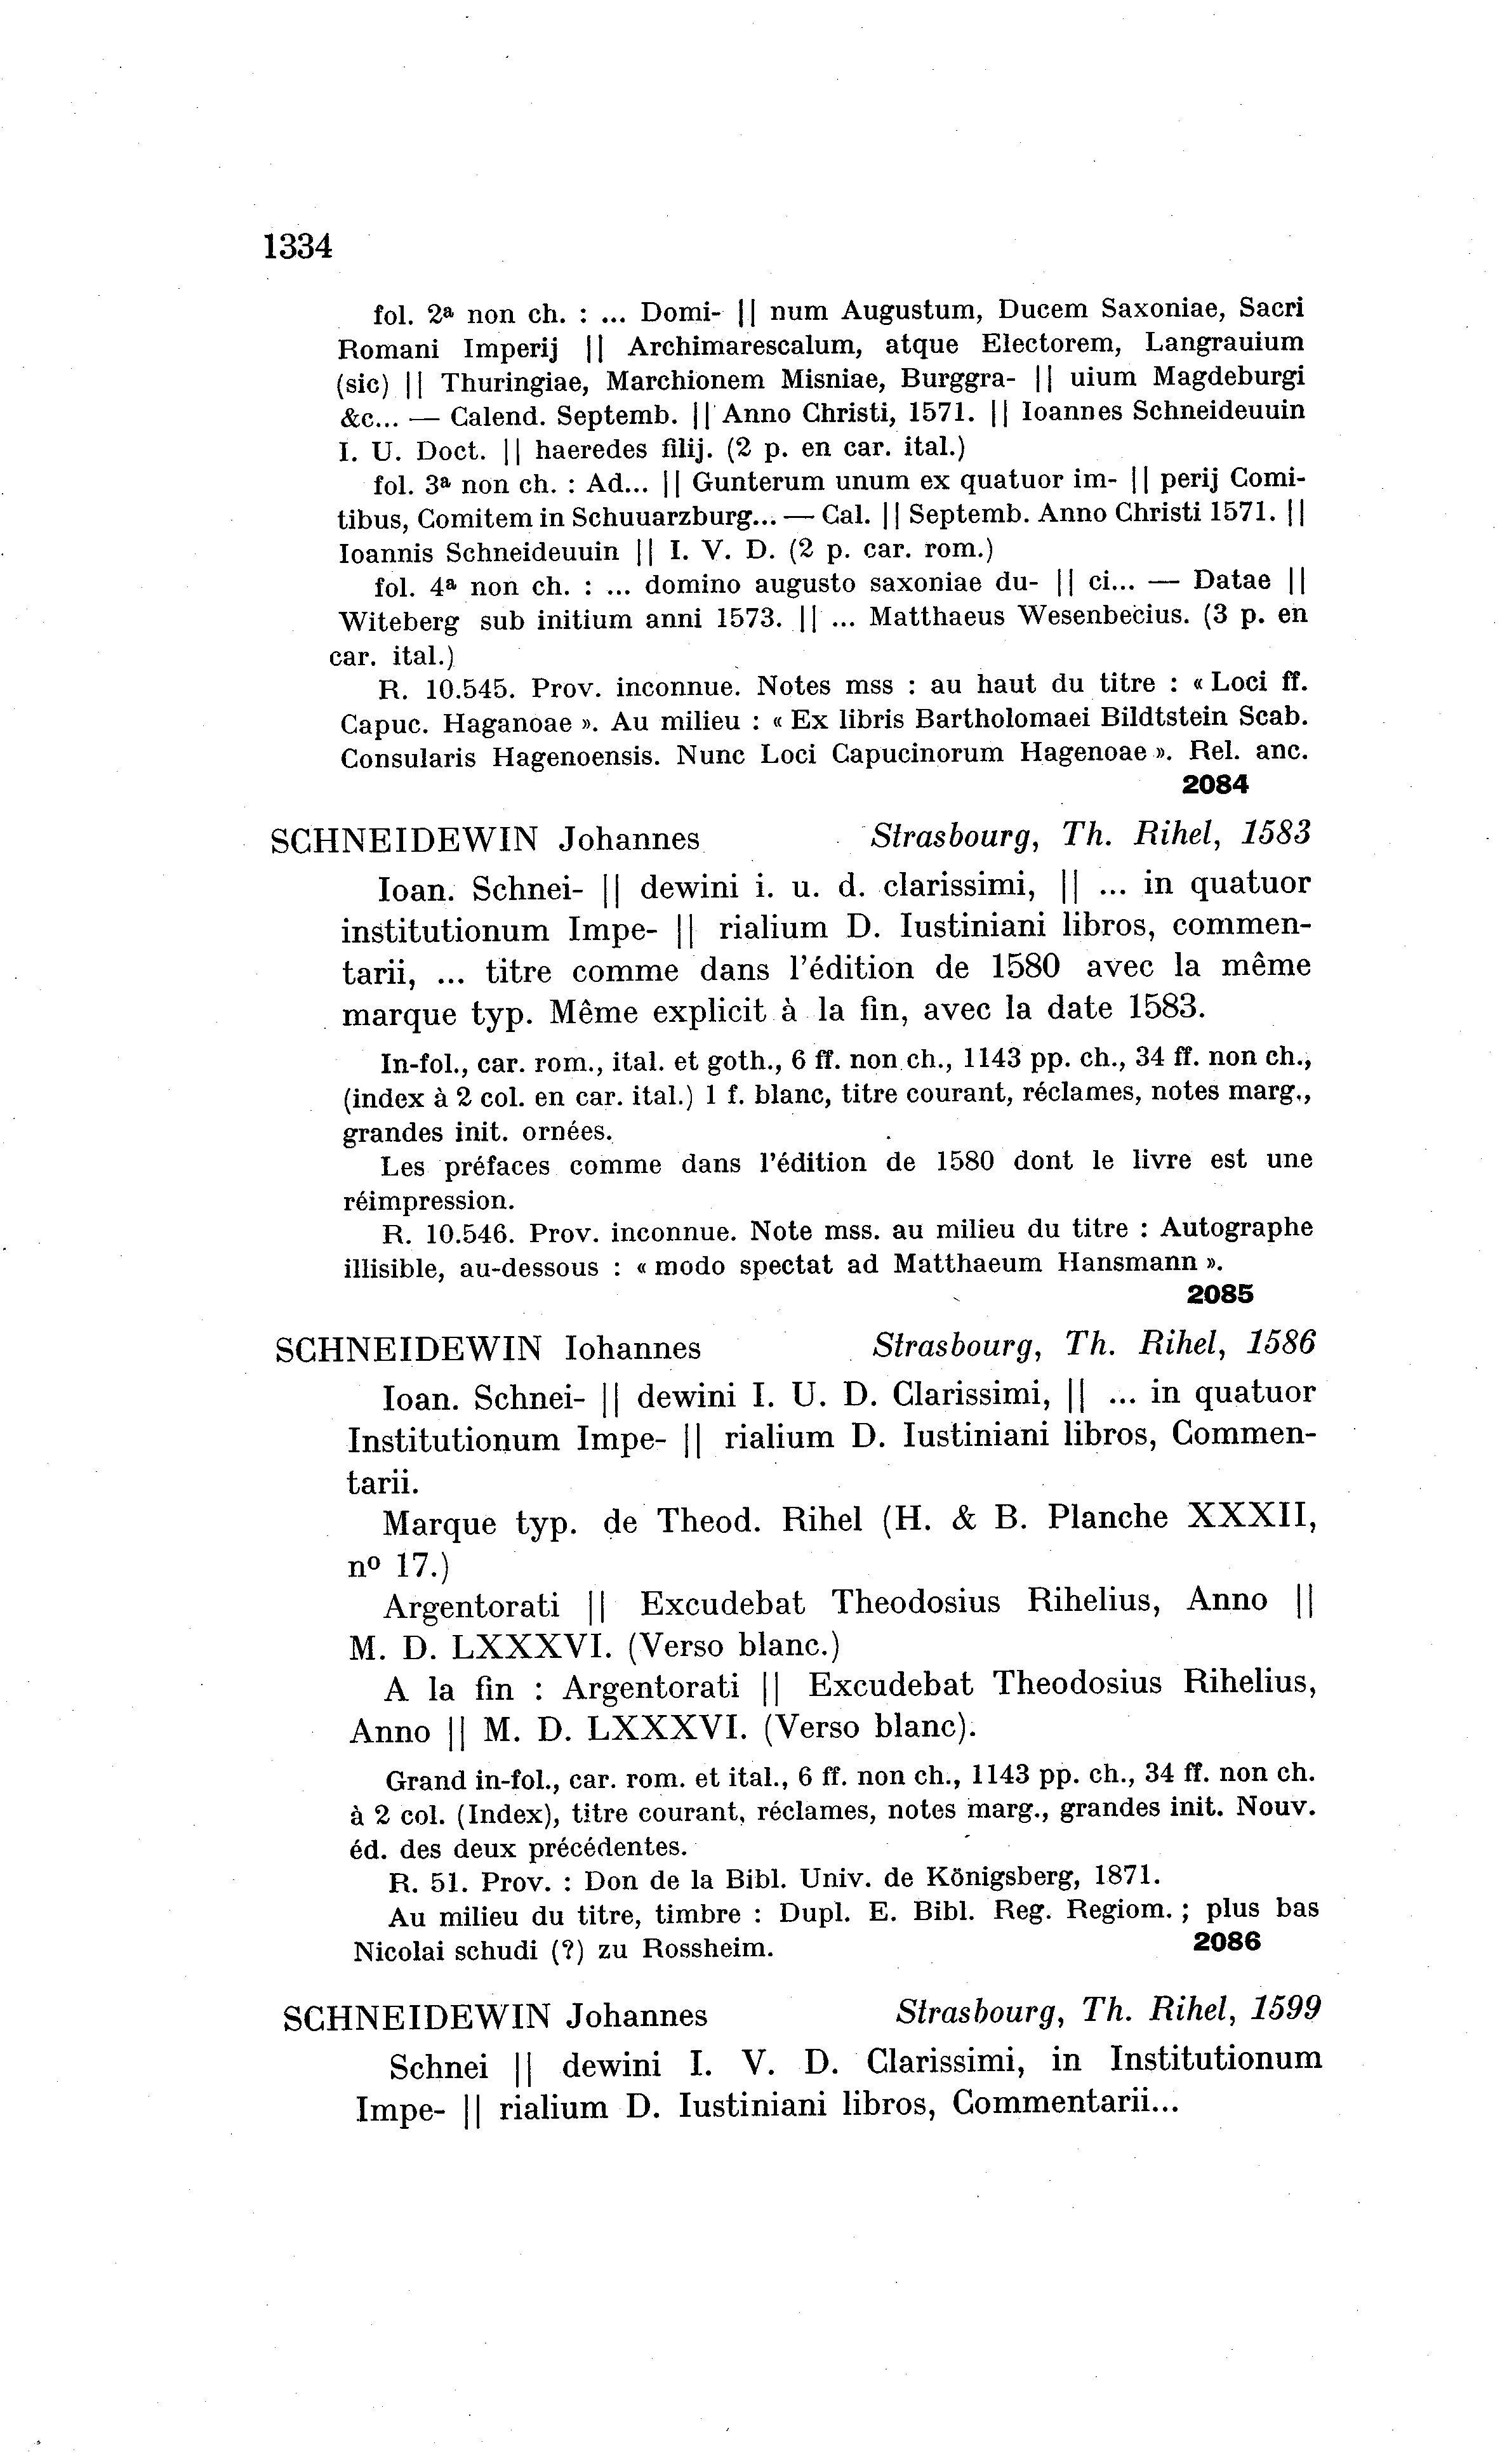 1334
fol. 2a non ch. : ... Domi- || num Augustum, Ducem Saxoniae, Sacri
Romani Imperij || Archimarescalum, atque Electorem, Langrauium
(sic) || Thuringiae, Marchionem Misniae, Burggra- || uium Magdeburgi
&c... — Calend. Septemb. || Anno Christi, 1571. || Ioannes Schneideuuin
I. U. Doct. || haeredes filij. (2 p. en car. ital.)
fol. 3a non ch. : Ad... || Gunterum unum ex quatuor im- || perij Comi-
tibus, Comitem in Schuuarzburg... — Cal. || Septemb. Anno Christi 1571. ||
Ioannis Schneideuuin || I. V. D. (2 p. car. rom.)
fol. 4a non ch. : ... domino augusto saxoniae du- || ci... — Datae ||
Witeberg sub initium anni 1573. || ... Matthaeus Wesenbecius. (3 p. en
car. ital.)
R. 10.545. Prov. inconnue. Notes mss : au haut du titre : « Loci ff.
Capuc. Haganoae ». Au milieu : « Ex libris Bartholomaei Bildtstein Scab.
Consularis Hagenoensis. Nunc Loci Capucinorum Hagenoae ». Rel. anc.
2084
SCHNEIDEWIN Johannes Strasbourg, Th. Rihel, 1583
Ioan. Schnei- || dewini i. u. d. clarissimi, || ... in quatuor
institutionum Impe- || rialium D. Iustiniani libros, commen-
tarii, ... titre comme dans l'édition de 1580 avec la même
marque typ. Même explicit à la fin, avec la date 1583.
In-fol., car. rom., ital. et goth., 6 ff. non ch., 1143 pp. ch., 34 ff. non ch.,
(index à 2 col. en car. ital.) 1 f. blanc, titre courant, réclames, notes marg.,
grandes init. ornées.
Les préfaces comme dans l'édition de 1580 dont le livre est une
réimpression.
R. 10.546. Prov. inconnue. Note mss. au milieu du titre : Autographe
illisible, au-dessous : « modo spectat ad Matthaeum Hansmann ».
2085
SCHNEIDEWIN Iohannes Strasbourg, Th. Rihel, 1586
Ioan. Schnei- || dewini I. U. D. Clarissimi, || ... in quatuor
Institutionum Impe- || rialium D. Iustiniani libros, Commen-
tarii.
Marque typ. de Theod. Rihel (H. & B. Planche XXXII,
no 17.)
Argentorati || Excudebat Theodosius Rihelius, Anno ||
M. D. LXXXVI. (Verso blanc.)
A la fin : Argentorati || Excudebat Theodosius Rihelius,
Anno || M. D. LXXXVI. (Verso blanc).
Grand in-fol., car. rom. et ital., 6 ff. non ch., 1143 pp. ch., 34 ff. non ch.
à 2 col. (Index), titre courant, réclames, notes marg., grandes init. Nouv.
éd. des deux précédentes.
R. 51. Prov. : Don de la Bibl. Univ. de Königsberg, 1871.
Au milieu du titre, timbre : Dupl. E. Bibl. Reg. Regiom. ; plus bas
Nicolai schudi (?) zu Rossheim. 2086
SCHNEIDEWIN Johannes Strasbourg, Th. Rihel, 1599
Schnei || dewini I. V. D. Clarissimi, in Institutionum
Impe- || rialium D. Iustiniani libros, Commentarii...